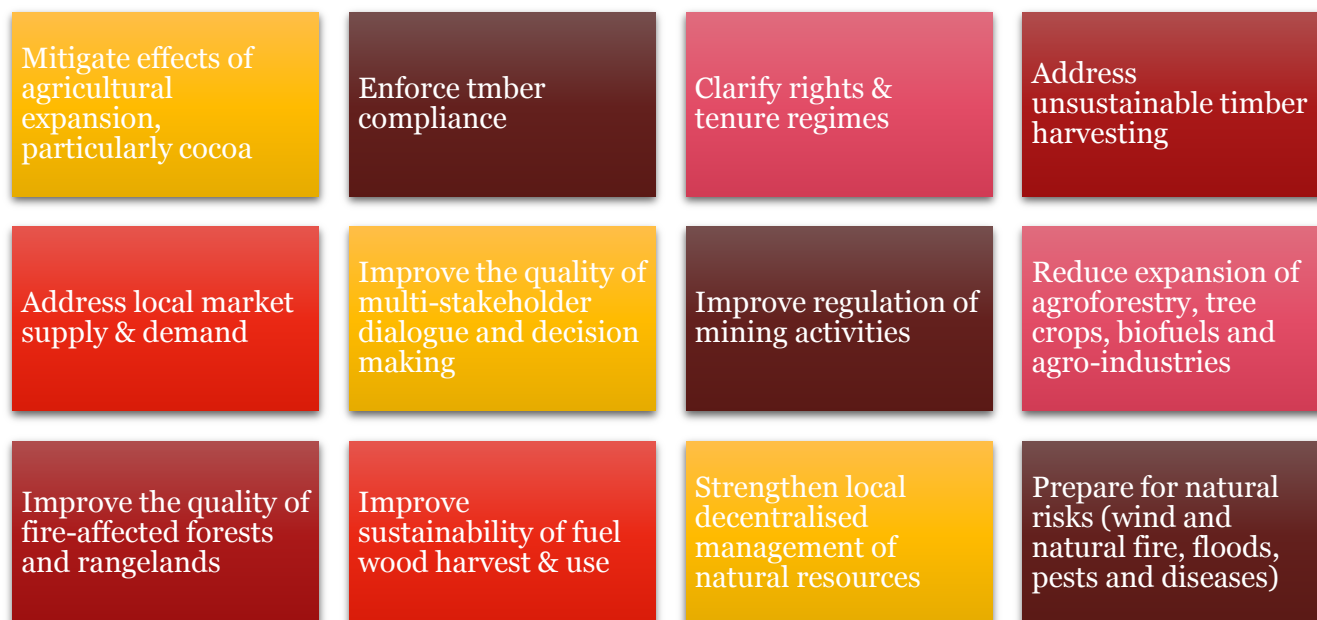 Mitigate effects of
agricultural
expansion,
particularly cocoa
Enforce tmber
compliance
Clarify rights &
tenure regimes
Address
unsustainable timber
harvesting
Address local market
supply & demand
Improve the quality of
multi-stakeholder
dialogue and decision
making
Improve regulation of
mining activities
Reduce expansion of
agroforestry, tree
crops, biofuels and
agro-industries
Improve the quality of
fire-affected forests
and rangelands
Improve
sustainability of fuel
wood harvest & use
Strengthen local
decentralised
management of
natural resources
Prepare for natural
risks (wind and
natural fire, floods,
pests and diseases)